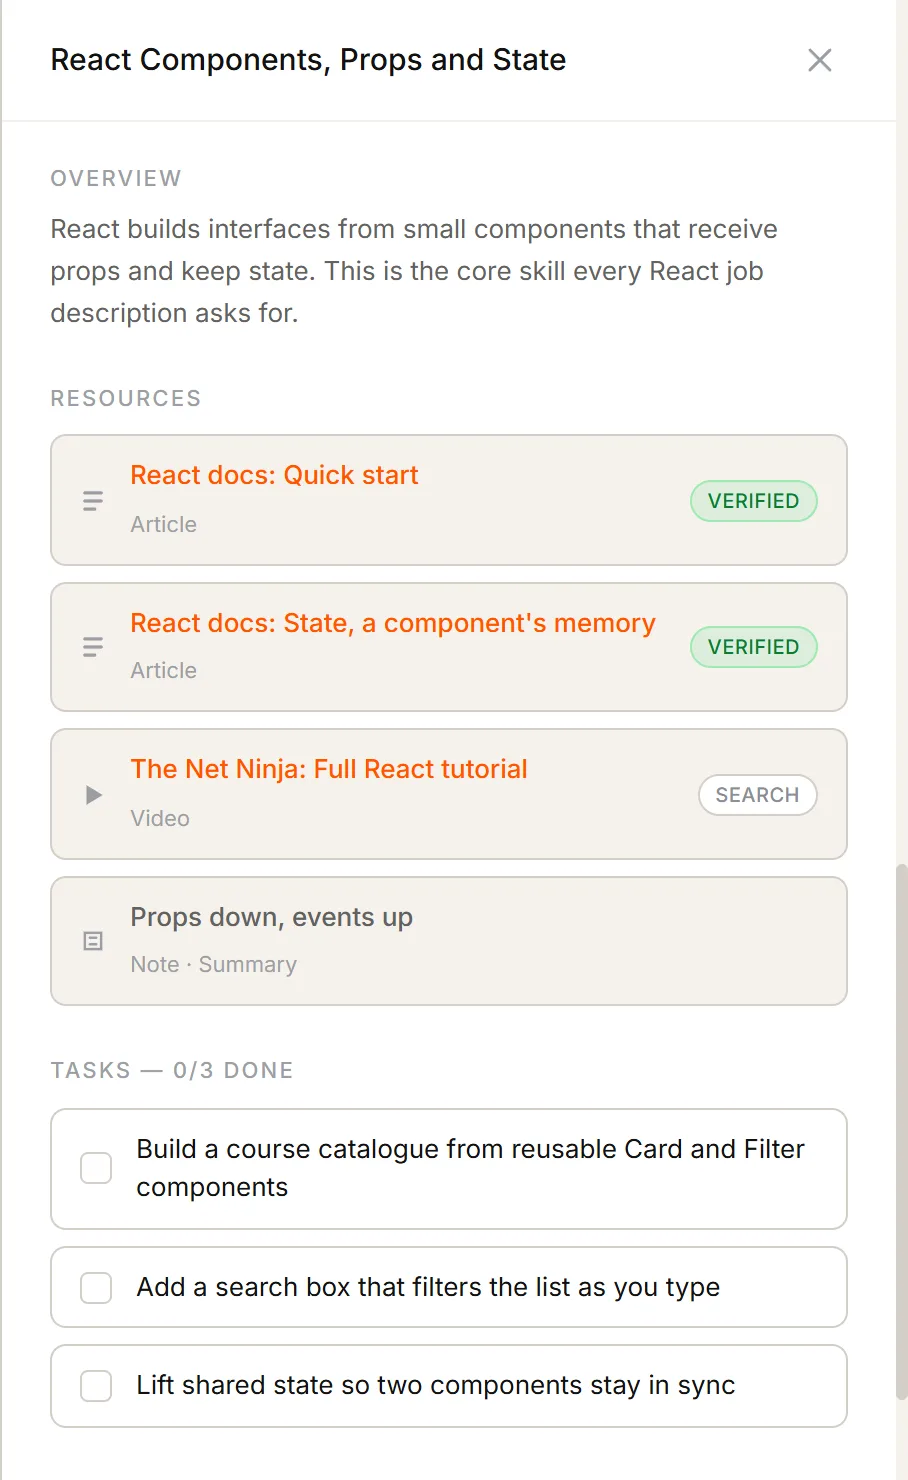 React Components, Props and State
OVERVIEW
React builds interfaces from small components that receive
props and keep state. This is the core skill every React job
description asks for.
RESOURCES
React docs: Quick start
Article
VERIFIED
React docs: State, a component's memory
Article
VERIFIED
The Net Ninja: Full React tutorial
Video
SEARCH
Props down, events up
Note · Summary
TASKS — 0/3 DONE
Build a course catalogue from reusable Card and Filter
components
Add a search box that filters the list as you type
Lift shared state so two components stay in sync